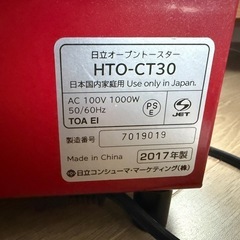 日立オーブントースター
HTO-CT30
日本国内家庭用 Use only in Japan.
AC 100V 1000W
50/60Hz
TOA EI
PS
E
JET
製造番号
7019019
Made in China
2017年製
日立コンシューマ・マーケティング(株)